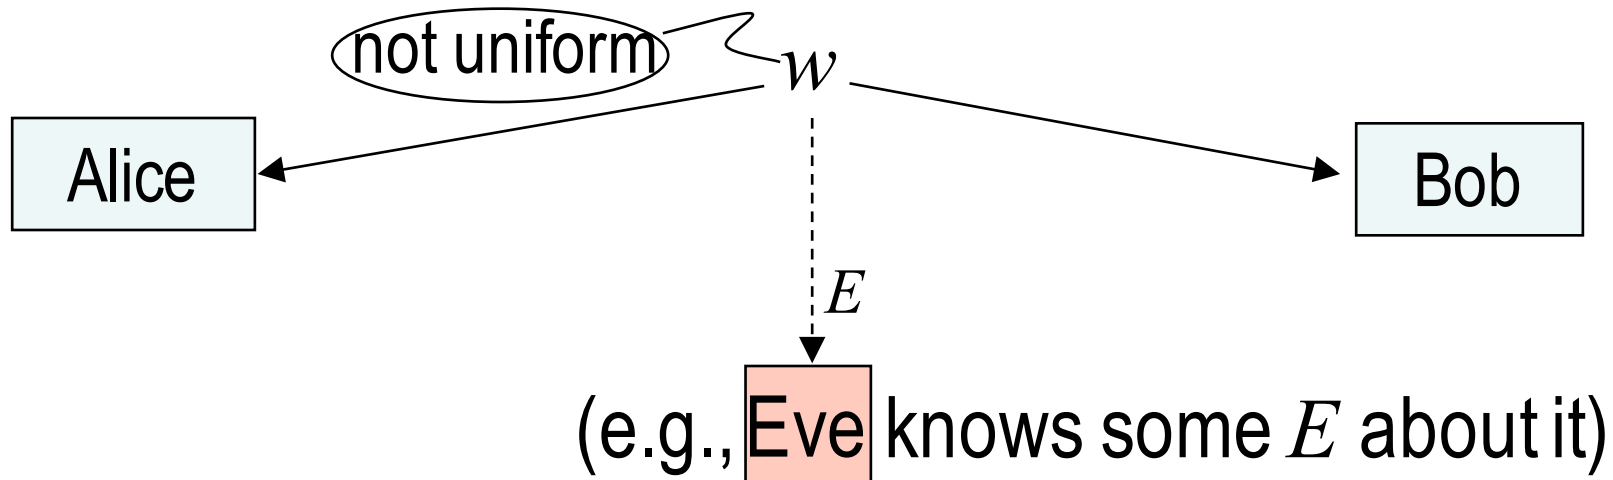 not uniform
w
Alice
Bob
E
(e.g., Eve knows some E about it)